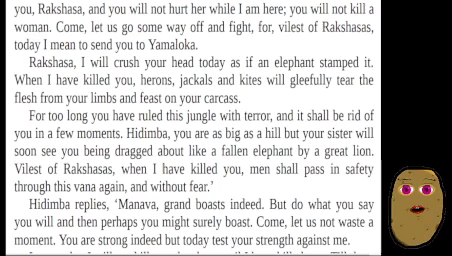 you, Rakshasa, and you will not hurt her while I am here; you will not kill a
woman. Come, let us go some way off and fight, for, vilest of Rakshasas,
today I mean to send you to Yamaloka.
Rakshasa, I will crush your head today as if an elephant stamped it.
When I have killed you, herons, jackals and kites will gleefully tear the
flesh from your limbs and feast on your carcass.
For too long you have ruled this jungle with terror, and it shall be rid of
you in a few moments. Hidimba, you are as big as a hill but your sister will
soon see you being dragged about like a fallen elephant by a great lion.
Vilest of Rakshasas, when I have killed you, men shall pass in safety
through this vana again, and without fear.’
Hidimba replies, ‘Manava, grand boasts indeed. But do what you say
you will and then perhaps you might surely boast. Come, let us not waste a
moment. You are strong indeed but today test your strength against me.